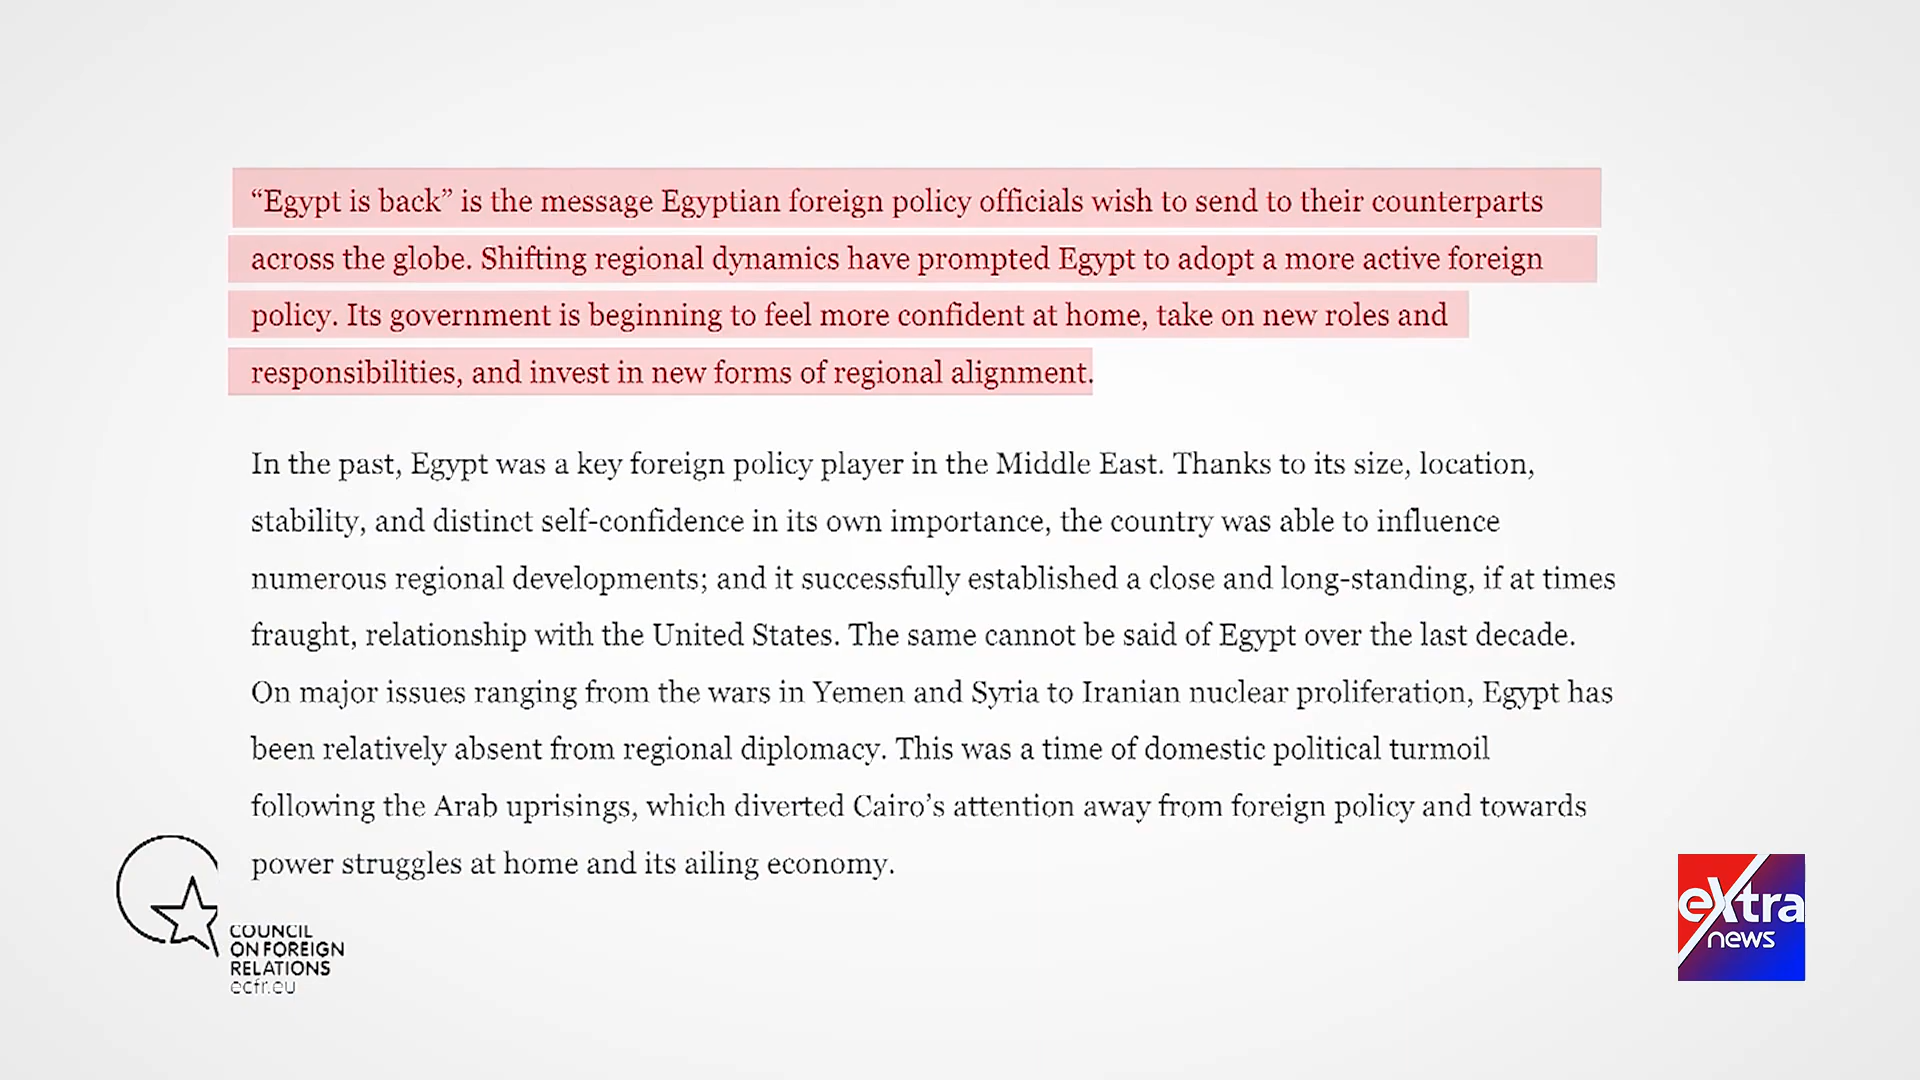 “Egypt is back” is the message Egyptian foreign policy officials wish to send to their counterparts
across the globe. Shifting regional dynamics have prompted Egypt to adopt a more active foreign
policy. Its government is beginning to feel more confident at home, take on new roles and
responsibilities, and invest in new forms of regional alignment.
In the past, Egypt was a key foreign policy player in the Middle East. Thanks to its size, location,
stability, and distinct self-confidence in its own importance, the country was able to influence
numerous regional developments; and it successfully established a close and long-standing, if at times
fraught, relationship with the United States. The same cannot be said of Egypt over the last decade.
On major issues ranging from the wars in Yemen and Syria to Iranian nuclear proliferation, Egypt has
been relatively absent from regional diplomacy. This was a time of domestic political turmoil
following the Arab uprisings, which diverted Cairo’s attention away from foreign policy and towards
power struggles at home and its ailing economy.
COUNCIL
ON FOREIGN
RELATIONS
ecfr.eu
eXtra
news